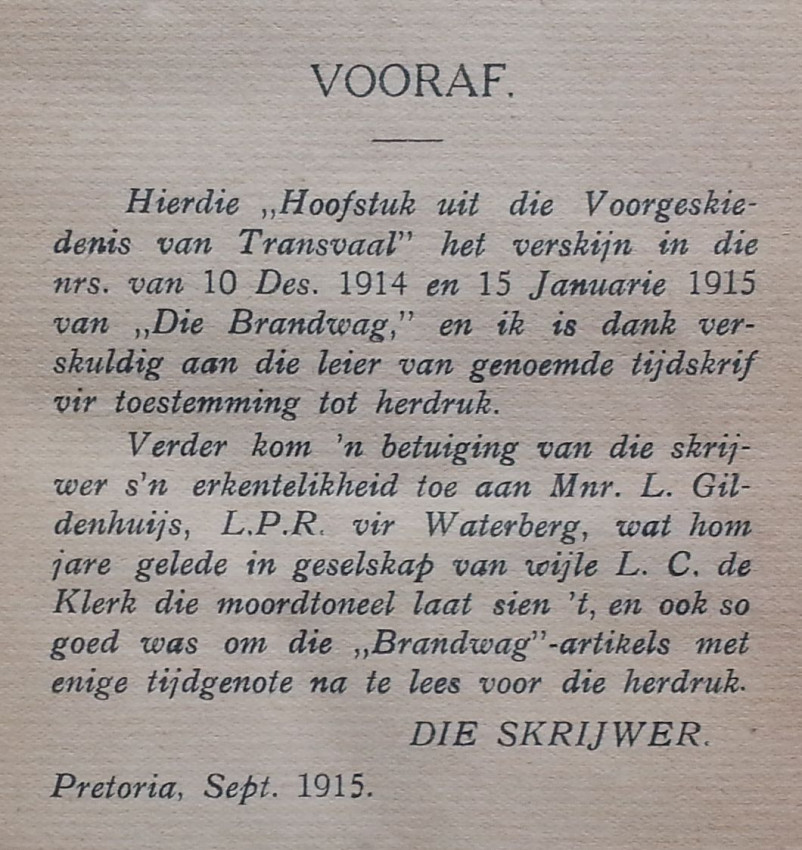 VOORAF.
Hierdie „Hoofstuk uit die Voorgeskie-
denis van Transvaal” het verskijn in die
nrs. van 10 Des. 1914 en 15 Januarie 1915
van „Die Brandwag,” en ik is dank ver-
skuldig aan die leier van genoemde tijdskrif
vir toestemming tot herdruk.
Verder kom 'n betuiging van die skrij-
wer s'n erkentelikheid toe aan Mnr. L. Gil-
denhuijs, L.P.R. vir Waterberg, wat hom
jare gelede in geselskap van wijle L. C. de
Klerk die moordtoneel laat sien 't, en ook so
goed was om die „Brandwag”-artikels met
enige tijdgenote na te lees voor die herdruk.
DIE SKRIJWER.
Pretoria, Sept. 1915.